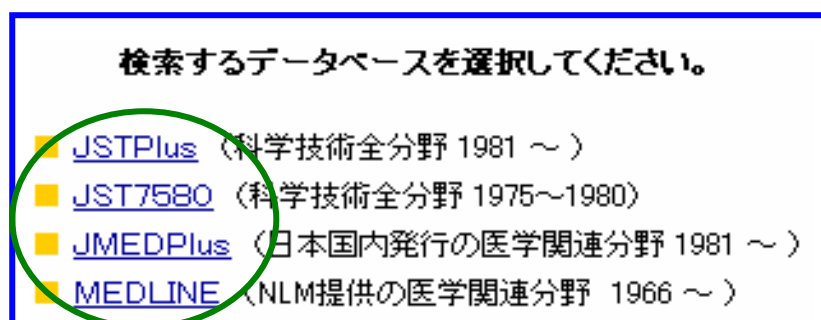 検索するデータベースを選択してください。
JSTPlus（科学技術全分野 1981 ～ ）
JST7580（科学技術全分野 1975～1980）
JMEDPlus（日本国内発行の医学関連分野 1981 ～ ）
MEDLINE（NLM提供の医学関連分野 1966 ～ ）